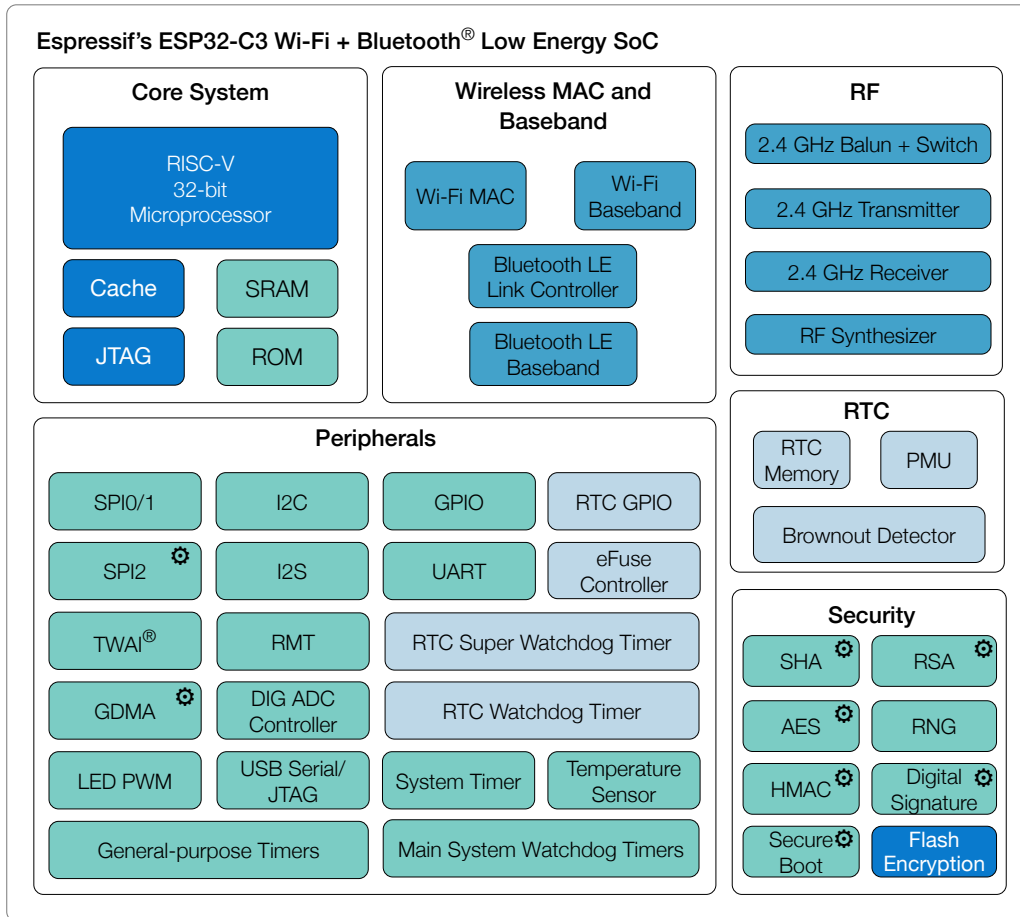 Espressif's ESP32-C3 Wi-Fi + Bluetooth® Low Energy SoC
Core System
RISC-V
32-bit
Microprocessor
Cache
SRAM
JTAG
ROM
Wireless MAC and
Baseband
Wi-Fi MAC
Wi-Fi
Baseband
Bluetooth LE
Link Controller
Bluetooth LE
Baseband
RF
2.4 GHz Balun + Switch
2.4 GHz Transmitter
2.4 GHz Receiver
RF Synthesizer
RTC
RTC
Memory
PMU
Brownout Detector
Peripherals
SPI0/1
I2C
GPIO
RTC GPIO
SPI2
I2S
UART
eFuse
Controller
TWAI®
RMT
RTC Super Watchdog Timer
GDMA
DIG ADC
Controller
RTC Watchdog Timer
LED PWM
USB Serial/
JTAG
System Timer
Temperature
Sensor
General-purpose Timers
Main System Watchdog Timers
Security
SHA
RSA
AES
RNG
HMAC
Digital
Signature
Secure
Boot
Flash
Encryption